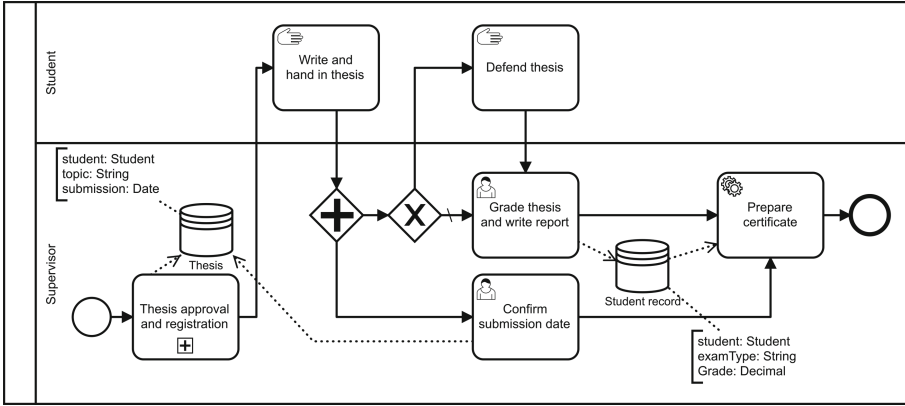 Student
Write and
hand in thesis
Defend thesis
Supervisor
student: Student
topic: String
submission: Date
Thesis
Thesis approval
and registration
X
Grade thesis
and write report
Confirm
submission date
Student record
Prepare
certificate
student: Student
examType: String
Grade: Decimal